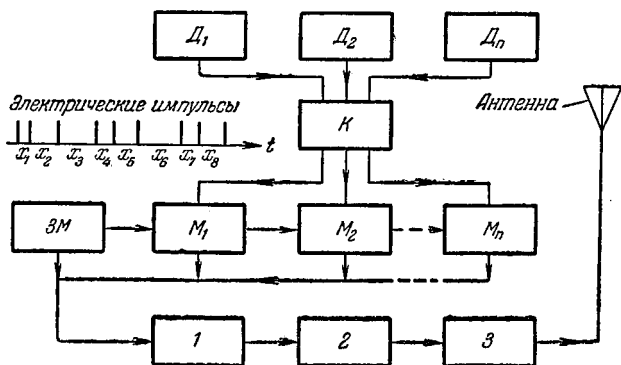 Д1 Д2 Дn
Электрические импульсы
x1 x2 x3 x4 x5 x6 x7 x8 t
К
Антенна
ЗМ М1 М2 Мn
1 2 3